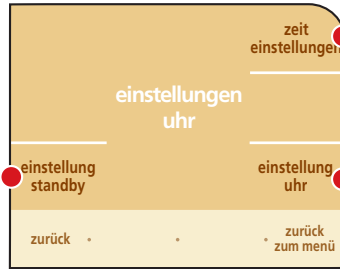 zeit
einstellungen
einstellungen
uhr
einstellung
standby
einstellung
uhr
zurück
zurück
zum menü